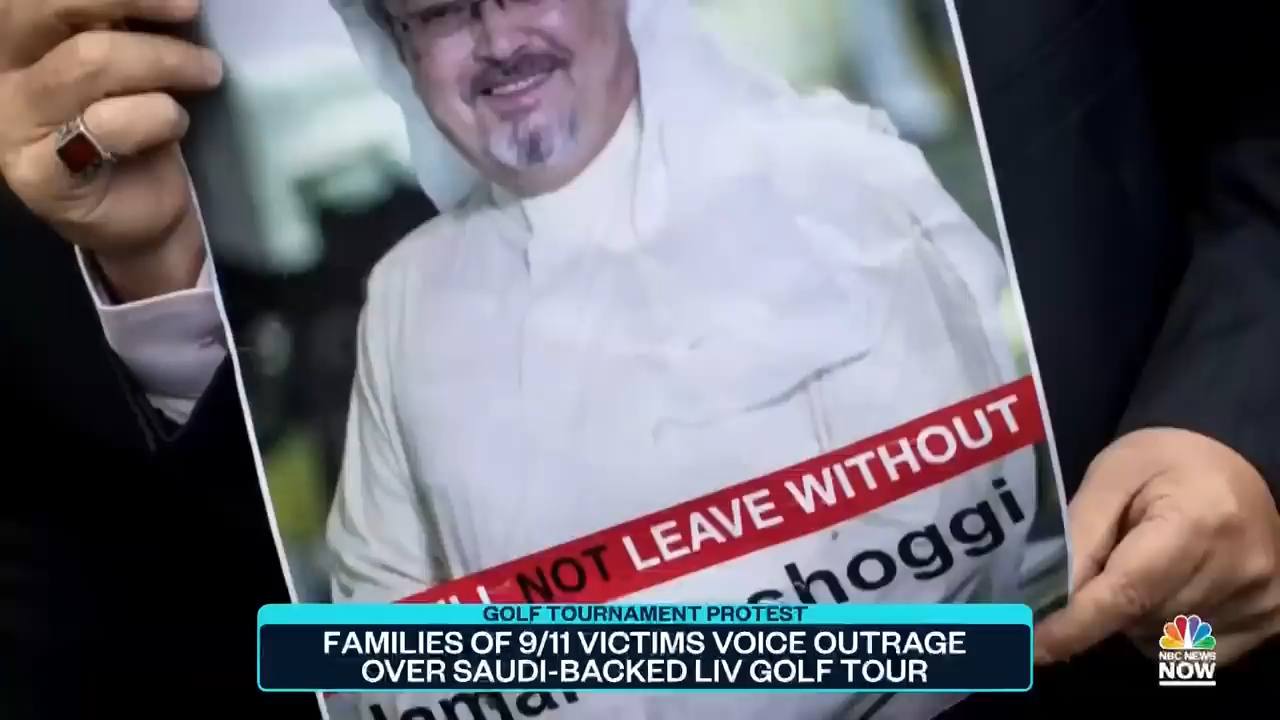 NOT LEAVE WITHOUT
shoggi
GOLF TOURNAMENT PROTEST
FAMILIES OF 9/11 VICTIMS VOICE OUTRAGE
OVER SAUDI-BACKED LIV GOLF TOUR
NBC NEWS
NOW